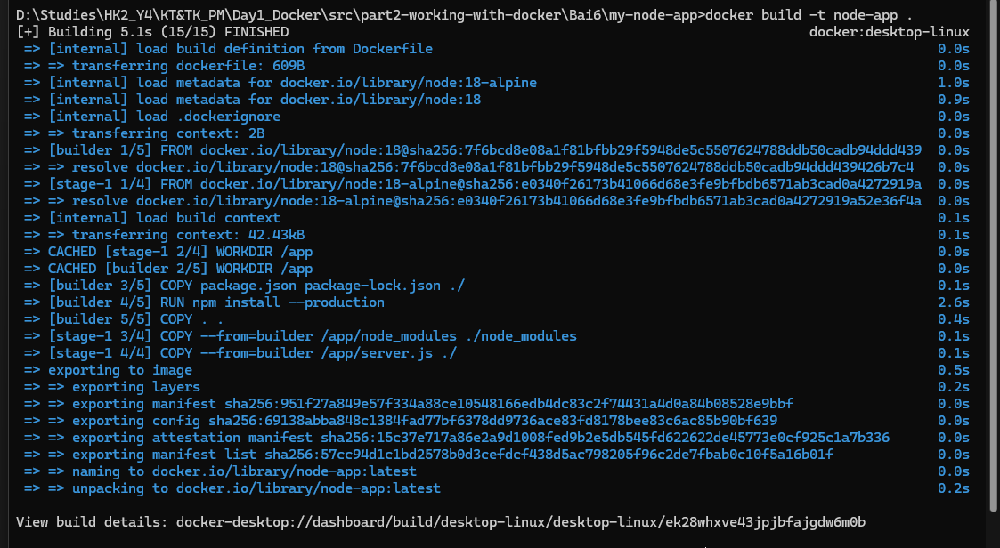 D:\Studies\HK2_Y4\KT&TK_PM\Day1_Docker\src\part2-working-with-docker\Bai6\my-node-app>docker build -t node-app .
[+] Building 5.1s (15/15) FINISHED docker:desktop-linux
=> [internal] load build definition from Dockerfile 0.0s
=> => transferring dockerfile: 609B 0.0s
=> [internal] load metadata for docker.io/library/node:18-alpine 1.0s
=> [internal] load metadata for docker.io/library/node:18 0.9s
=> [internal] load .dockerignore 0.0s
=> => transferring context: 2B 0.0s
=> [builder 1/5] FROM docker.io/library/node:18@sha256:7f6bcd8e08a1f81bfbb29f5948de5c5507624788ddb50cadb94ddd439 0.0s
=> => resolve docker.io/library/node:18@sha256:7f6bcd8e08a1f81bfbb29f5948de5c5507624788ddb50cadb94ddd439426b7c4 0.0s
=> [stage-1 1/4] FROM docker.io/library/node:18-alpine@sha256:e0340f26173b41066d68e3fe9bfbdb6571ab3cad0a4272919a 0.0s
=> => resolve docker.io/library/node:18-alpine@sha256:e0340f26173b41066d68e3fe9bfbdb6571ab3cad0a4272919a52e36f4a 0.0s
=> [internal] load build context 0.1s
=> => transferring context: 42.43kB 0.1s
=> CACHED [stage-1 2/4] WORKDIR /app 0.0s
=> CACHED [builder 2/5] WORKDIR /app 0.0s
=> [builder 3/5] COPY package.json package-lock.json ./ 0.1s
=> [builder 4/5] RUN npm install --production 2.6s
=> [builder 5/5] COPY . . 0.4s
=> [stage-1 3/4] COPY --from=builder /app/node_modules ./node_modules 0.1s
=> [stage-1 4/4] COPY --from=builder /app/server.js ./ 0.1s
=> exporting to image 0.5s
=> => exporting layers 0.2s
=> => exporting manifest sha256:951f27a849e57f334a88ce10548166edb4dc83c2f74431a4d0a84b08528e9bbf 0.0s
=> => exporting config sha256:69138abba848c1384fad77bf6378dd9736ace83fd8178bee83c6ac85b90bf639 0.0s
=> => exporting attestation manifest sha256:15c37e717a86e2a9d1008fed9b2e5db545fd622622de45773e0cf925c1a7b336 0.0s
=> => exporting manifest list sha256:57cc94d1c1bd2578b0d3cefdcf438d5ac798205f96c2de7fbab0c10f5a16b01f 0.0s
=> => naming to docker.io/library/node-app:latest 0.0s
=> => unpacking to docker.io/library/node-app:latest 0.2s
View build details: docker-desktop://dashboard/build/desktop-linux/desktop-linux/ek28whxve43jpjbfajgdw6m0b